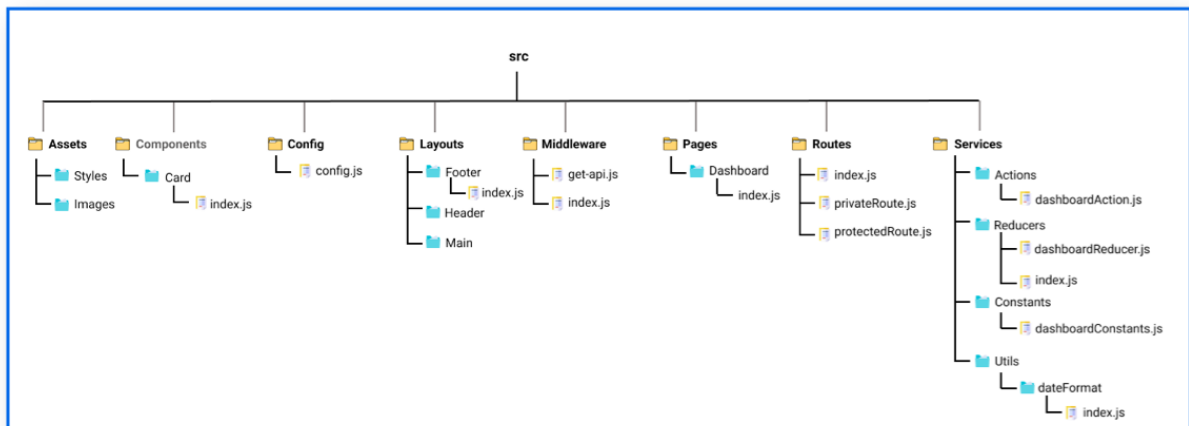 src
Assets
Styles
Images
Components
Card
index.js
Config
config.js
Layouts
Footer
index.js
Header
Main
Middleware
get-api.js
index.js
Pages
Dashboard
index.js
Routes
index.js
privateRoute.js
protectedRoute.js
Services
Actions
dashboardAction.js
Reducers
dashboardReducer.js
index.js
Constants
dashboardConstants.js
Utils
dateFormat
index.js